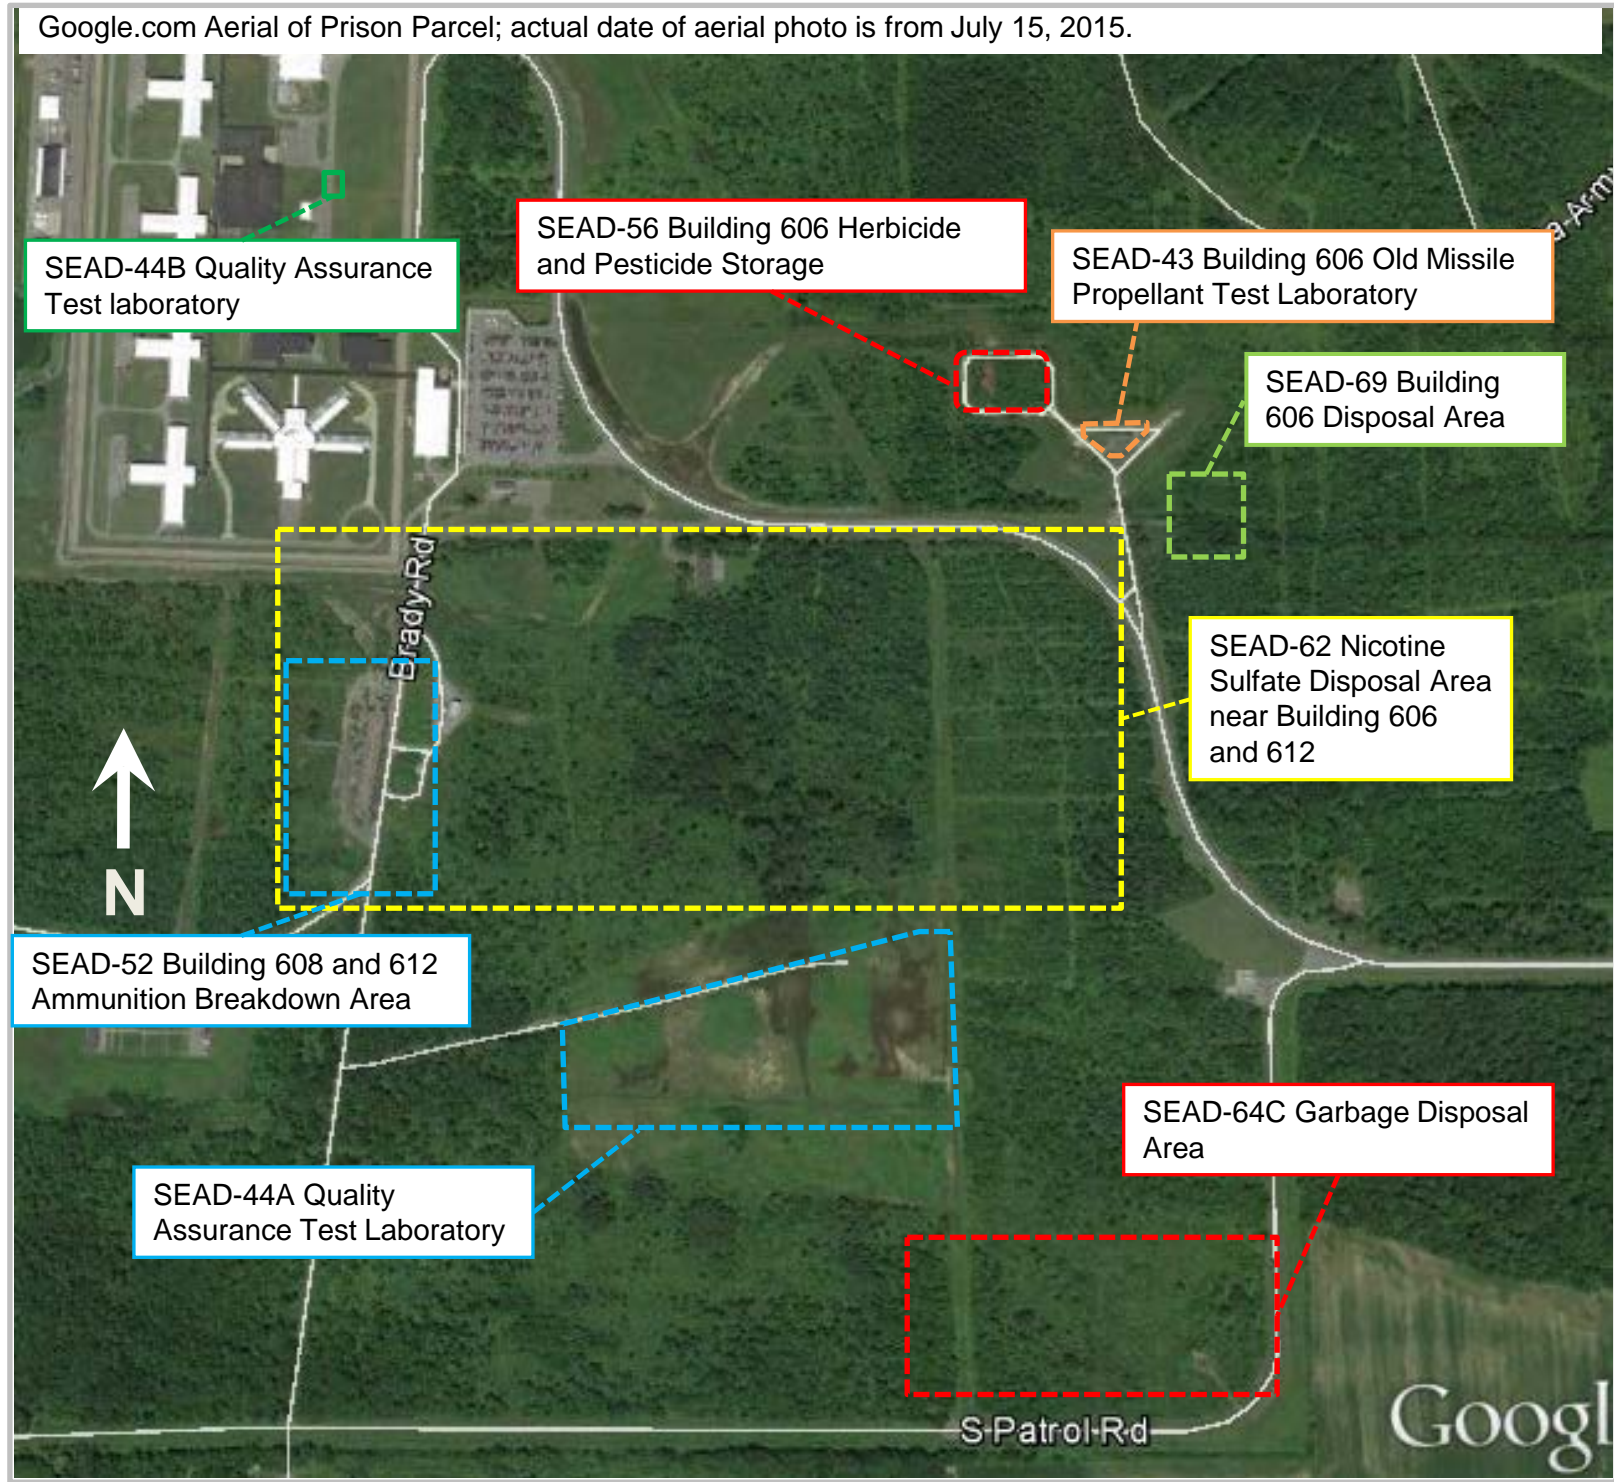 Google.com Aerial of Prison Parcel; actual date of aerial photo is from July 15, 2015.
SEAD-44B Quality Assurance
Test laboratory
SEAD-56 Building 606 Herbicide
and Pesticide Storage
SEAD-43 Building 606 Old Missile
Propellant Test Laboratory
a-Army
SEAD-69 Building
606 Disposal Area
Brady Rd
SEAD-62 Nicotine
Sulfate Disposal Area
near Building 606
and 612
N
SEAD-52 Building 608 and 612
Ammunition Breakdown Area
SEAD-64C Garbage Disposal
Area
SEAD-44A Quality
Assurance Test Laboratory
S Patrol Rd
Googl